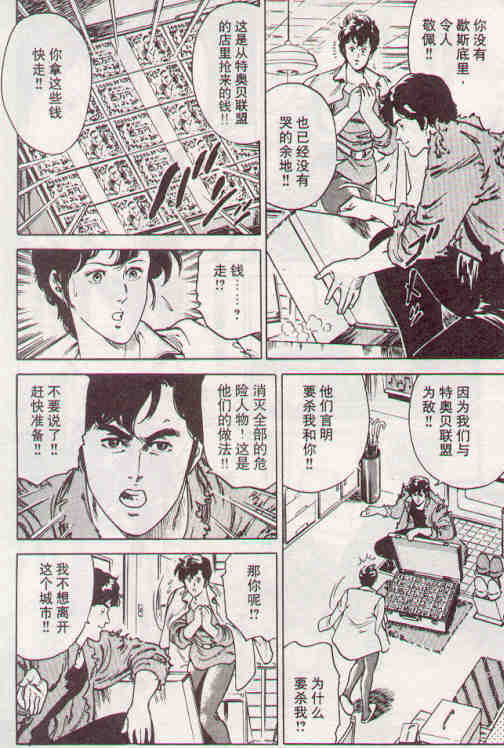 你没有
歇斯底里，
令人
敬佩!!
也已经没有
哭的余地!!
这是从特奥贝联盟
的店里抢来的钱!!
你拿这些钱
快走!!
钱……?
走!?
因为我们与
特奥贝联盟
为敌!!
他们言明
要杀我和你!!
为什么
要杀我!?
消灭全部的危
险人物！这是
他们的做法!!
不要说了!!
赶快准备!!
那你呢!?
我不想离开
这个城市!!